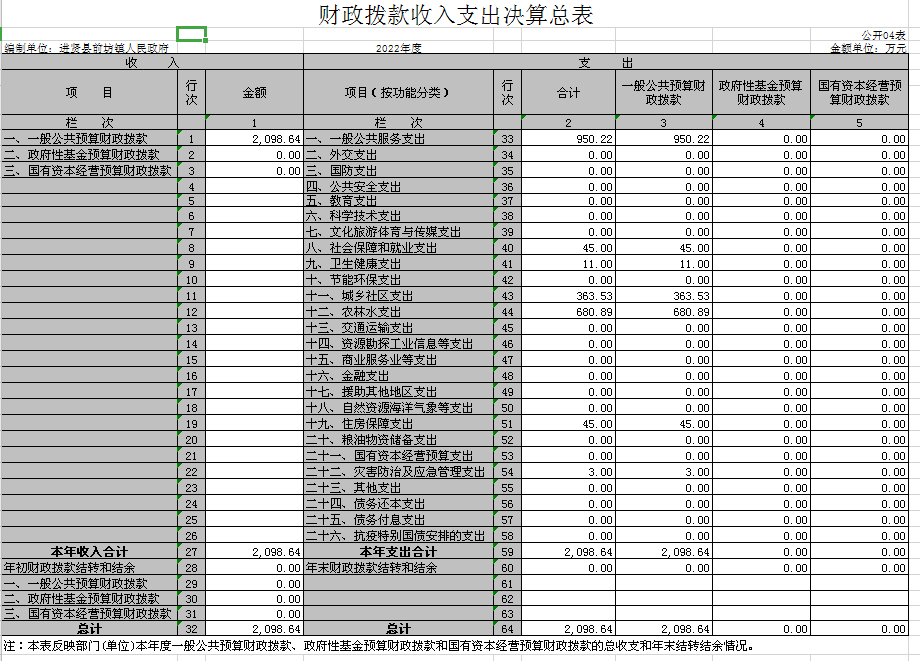 财政拨款收入支出决算总表
公开04表
编制单位：进贤县前坊镇人民政府 2022年度 金额单位：万元
收 入 支 出
项 目 行次 金额 项目（按功能分类） 行次 合计 一般公共预算财政拨款 政府性基金预算财政拨款 国有资本经营预算财政拨款
栏 次 1 栏 次 2 3 4 5
一、一般公共预算财政拨款 1 2,098.64 一、一般公共服务支出 33 950.22 950.22 0.00 0.00
二、政府性基金预算财政拨款 2 0.00 二、外交支出 34 0.00 0.00 0.00 0.00
三、国有资本经营预算财政拨款 3 0.00 三、国防支出 35 0.00 0.00 0.00 0.00
4 四、公共安全支出 36 0.00 0.00 0.00 0.00
5 五、教育支出 37 0.00 0.00 0.00 0.00
6 六、科学技术支出 38 0.00 0.00 0.00 0.00
7 七、文化旅游体育与传媒支出 39 0.00 0.00 0.00 0.00
8 八、社会保障和就业支出 40 45.00 45.00 0.00 0.00
9 九、卫生健康支出 41 11.00 11.00 0.00 0.00
10 十、节能环保支出 42 0.00 0.00 0.00 0.00
11 十一、城乡社区支出 43 363.53 363.53 0.00 0.00
12 十二、农林水支出 44 680.89 680.89 0.00 0.00
13 十三、交通运输支出 45 0.00 0.00 0.00 0.00
14 十四、资源勘探工业信息等支出 46 0.00 0.00 0.00 0.00
15 十五、商业服务业等支出 47 0.00 0.00 0.00 0.00
16 十六、金融支出 48 0.00 0.00 0.00 0.00
17 十七、援助其他地区支出 49 0.00 0.00 0.00 0.00
18 十八、自然资源海洋气象等支出 50 0.00 0.00 0.00 0.00
19 十九、住房保障支出 51 45.00 45.00 0.00 0.00
20 二十、粮油物资储备支出 52 0.00 0.00 0.00 0.00
21 二十一、国有资本经营预算支出 53 0.00 0.00 0.00 0.00
22 二十二、灾害防治及应急管理支出 54 3.00 3.00 0.00 0.00
23 二十三、其他支出 55 0.00 0.00 0.00 0.00
24 二十四、债务还本支出 56 0.00 0.00 0.00 0.00
25 二十五、债务付息支出 57 0.00 0.00 0.00 0.00
26 二十六、抗疫特别国债安排的支出 58 0.00 0.00 0.00 0.00
本年收入合计 27 2,098.64 本年支出合计 59 2,098.64 2,098.64 0.00 0.00
年初财政拨款结转和结余 28 0.00 年末财政拨款结转和结余 60 0.00 0.00 0.00 0.00
一、一般公共预算财政拨款 29 0.00 61
二、政府性基金预算财政拨款 30 0.00 62
三、国有资本经营预算财政拨款 31 0.00 63
总计 32 2,098.64 总计 64 2,098.64 2,098.64 0.00 0.00
注：本表反映部门(单位)本年度一般公共预算财政拨款、政府性基金预算财政拨款和国有资本经营预算财政拨款的总收支和年末结转结余情况。